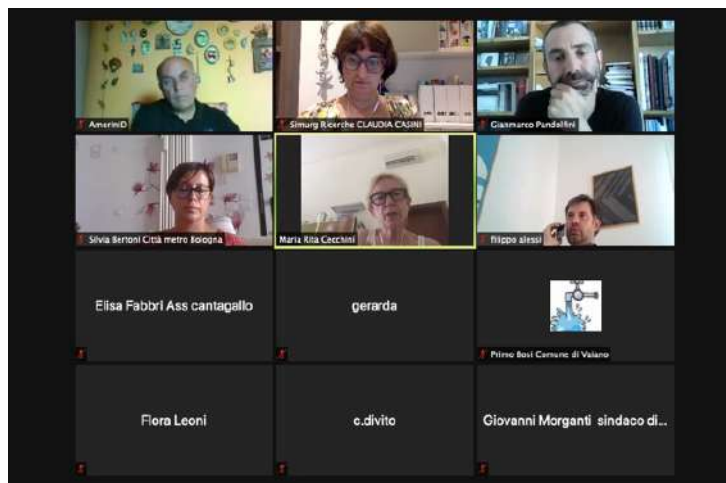 AmeriniD
Simurg Ricerche CLAUDIA CASINI
Gianmarco Pandolfini
Silvia Bertoni Città metro Bologna
Maria Rita Cecchini
filippo alessi
Elisa Fabbri Ass cantagallo
gerarda
Primo Bosi Comune di Vaiano
Flora Leoni
c.divito
Giovanni Morganti sindaco di...